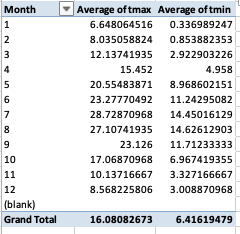 Month Average of tmax Average of tmin
1 6.648064516 0.336989247
2 8.035058824 0.853882353
3 12.13741935 2.922903226
4 15.452 4.958
5 20.55483871 8.968602151
6 23.27770492 11.24295082
7 28.72870968 14.45016129
8 27.10741935 14.62612903
9 23.126 11.71233333
10 17.06870968 6.967419355
11 10.13716667 3.327166667
12 8.568225806 3.008870968
(blank)
Grand Total 16.08082673 6.41619479